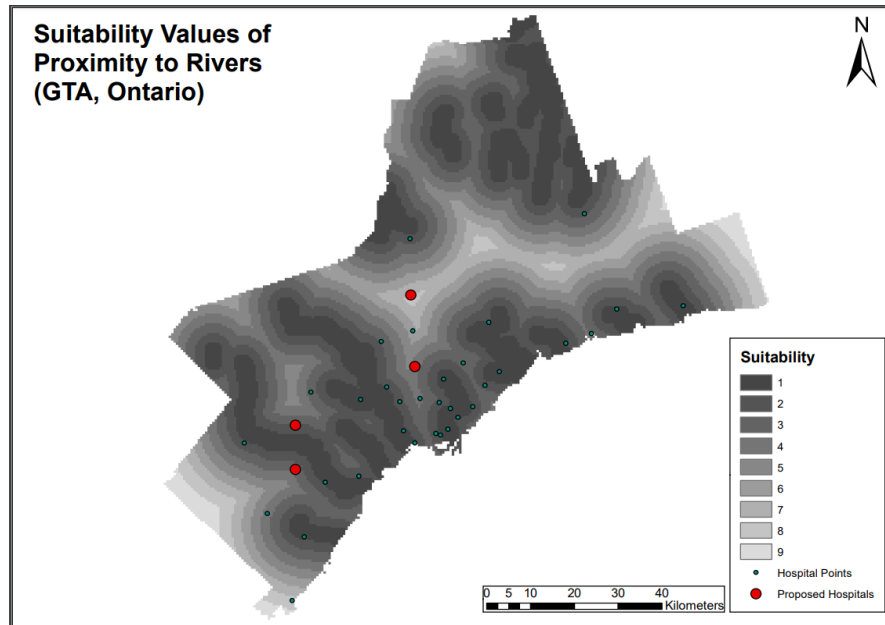 Suitability Values of
Proximity to Rivers
(GTA, Ontario)
N
Suitability
1
2
3
4
5
6
7
8
9
Hospital Points
Proposed Hospitals
0 5 10 20 30 40
Kilometers